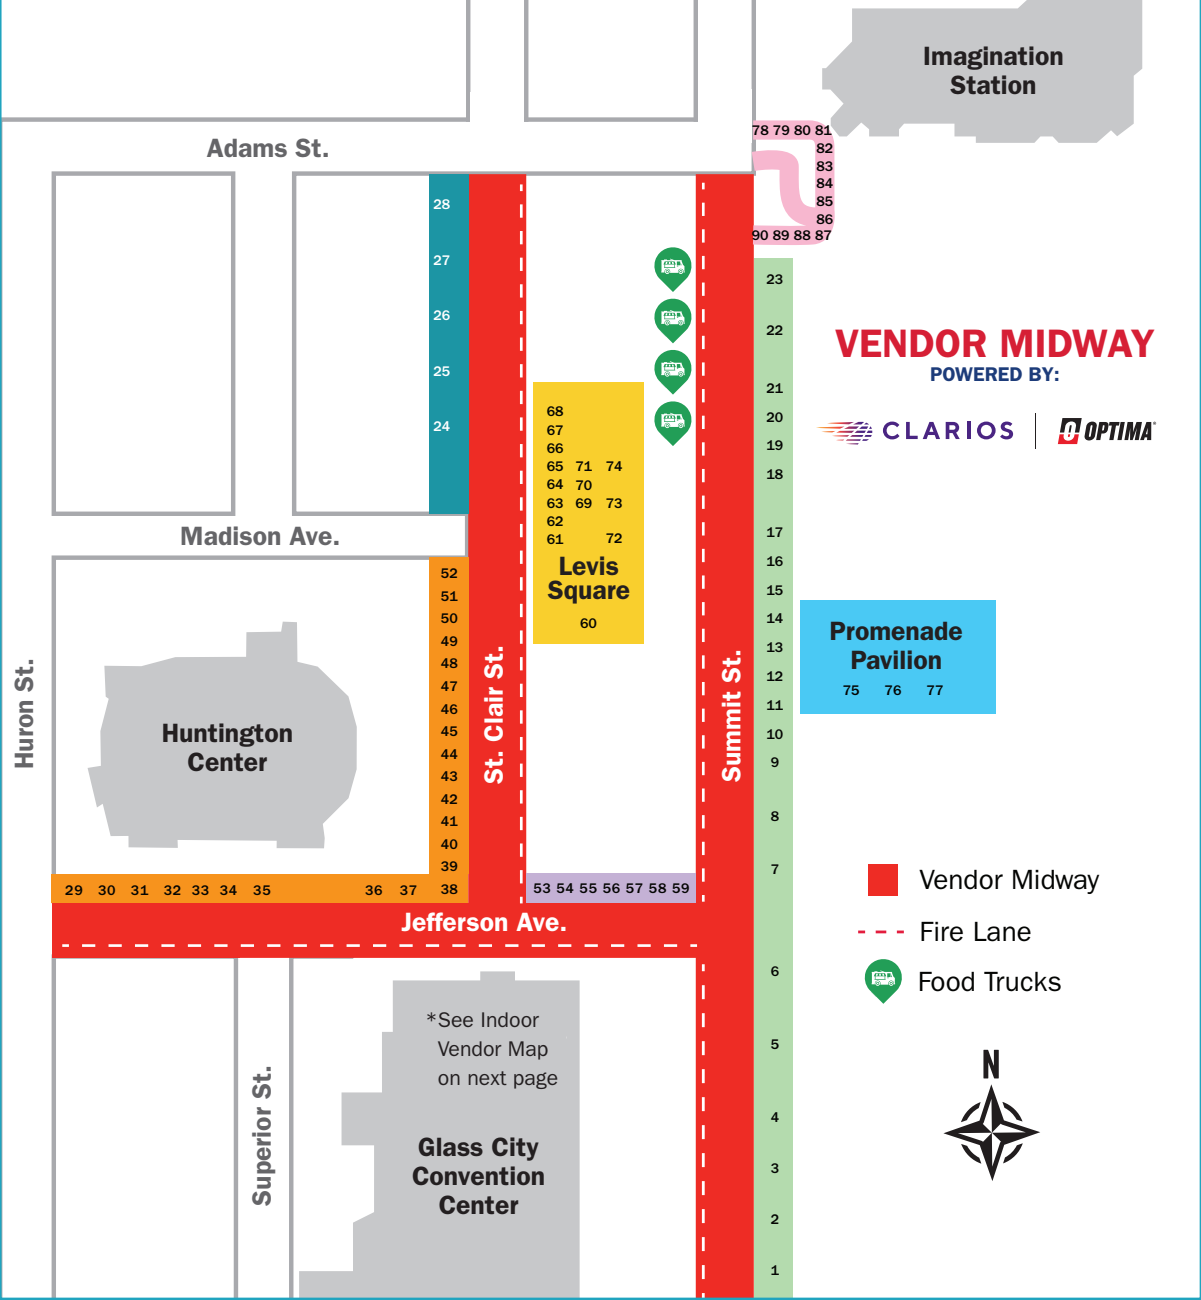 Imagination
Station
78 79 80 81
82
83
84
85
86
90 89 88 87
Adams St.
28
27
26
25
24
23
22
21
20
19
18
17
16
15
14
13
12
11
10
9
8
7
6
5
4
3
2
1
VENDOR MIDWAY
POWERED BY:
CLARIOS
OPTIMA
68
67
66
65 71 74
64 70
63 69 73
62
61 72
Levis
Square
60
Madison Ave.
52
51
50
49
48
47
46
45
44
43
42
41
40
39
38
Promenade
Pavilion
75 76 77
Huron St.
Huntington
Center
St. Clair St.
Summit St.
29 30 31 32 33 34 35 36 37
53 54 55 56 57 58 59
Jefferson Ave.
Vendor Midway
Fire Lane
Food Trucks
N
*See Indoor
Vendor Map
on next page
Superior St.
Glass City
Convention
Center